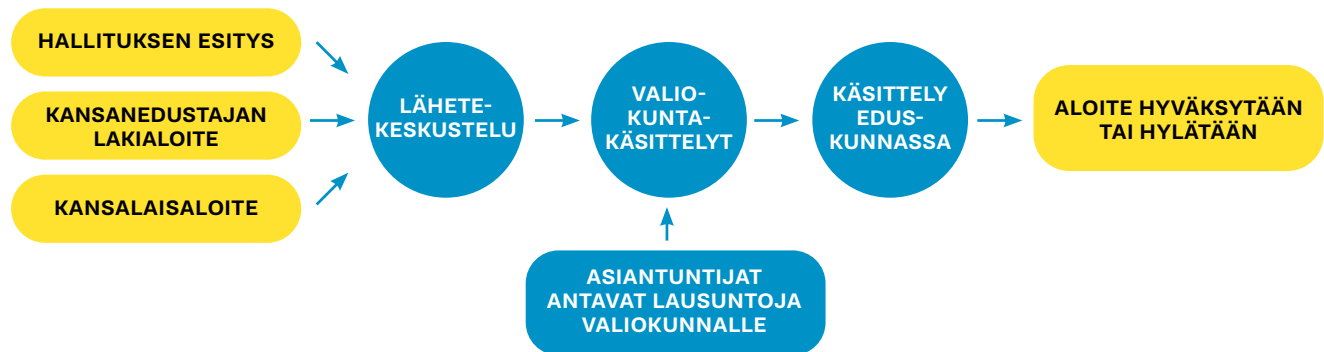 HALLITUKSEN ESITYS
KANSANEDUSTAJAN
LAKIALOITE
KANSALAISALOITE
LÄHETE-
KESKUSTELU
VALIO-
KUNTA-
KÄSITTELYT
KÄSITTELY
EDUS-
KUNNASSA
ALOITE HYVÄKSYTÄÄN
TAI HYLÄTÄÄN
ASIANTUNTIJAT
ANTAVAT LAUSUNTOJA
VALIOKUNNALLE